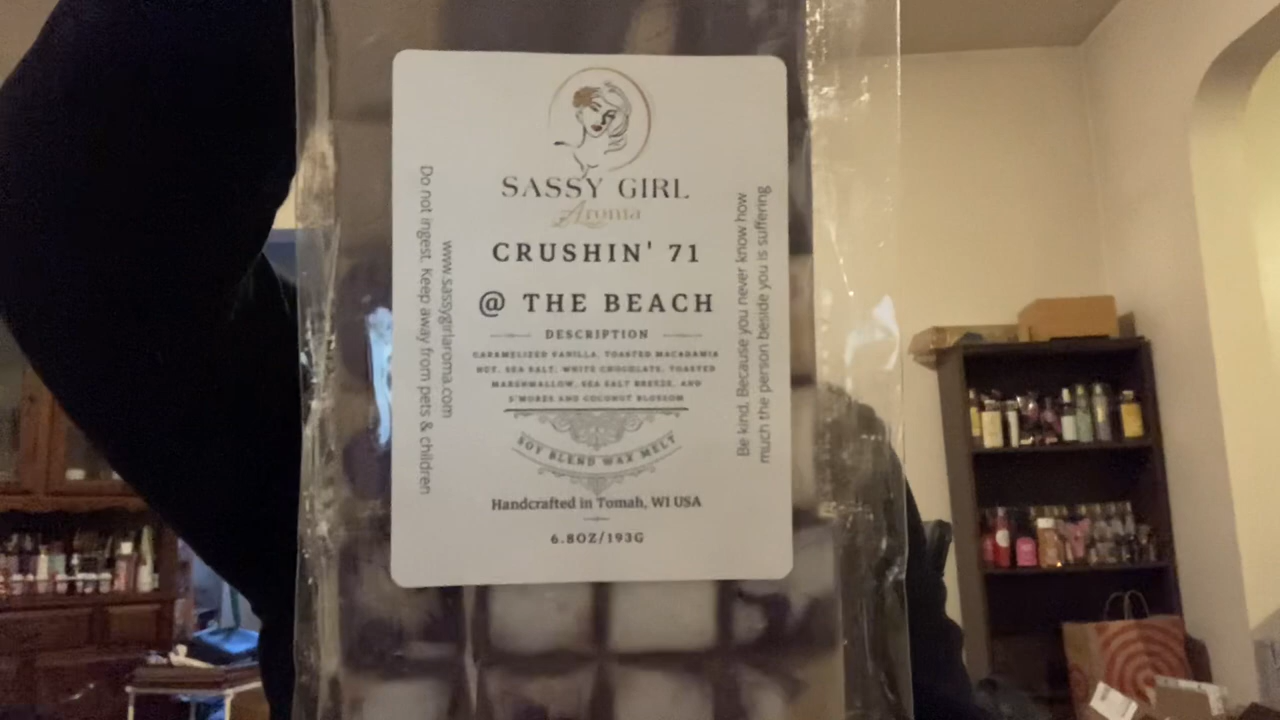 SASSY GIRL
Aroma
CRUSHIN' 71
@ THE BEACH
DESCRIPTION
CARAMELIZED VANILLA, TOASTED MACADAMIA
NUT, SEA SALT, WHITE CHOCOLATE, TOASTED
MARSHMALLOW, SEA SALT BREEZE, AND
S'MORES AND COCONUT BLOSSOM
SOY BLEND WAX MELT
Handcrafted in Tomah, WI USA
6.8OZ/193G
Do not ingest. Keep away from pets & children
www.sassygirlaroma.com
Be kind. Because you never know how
much the person beside you is suffering